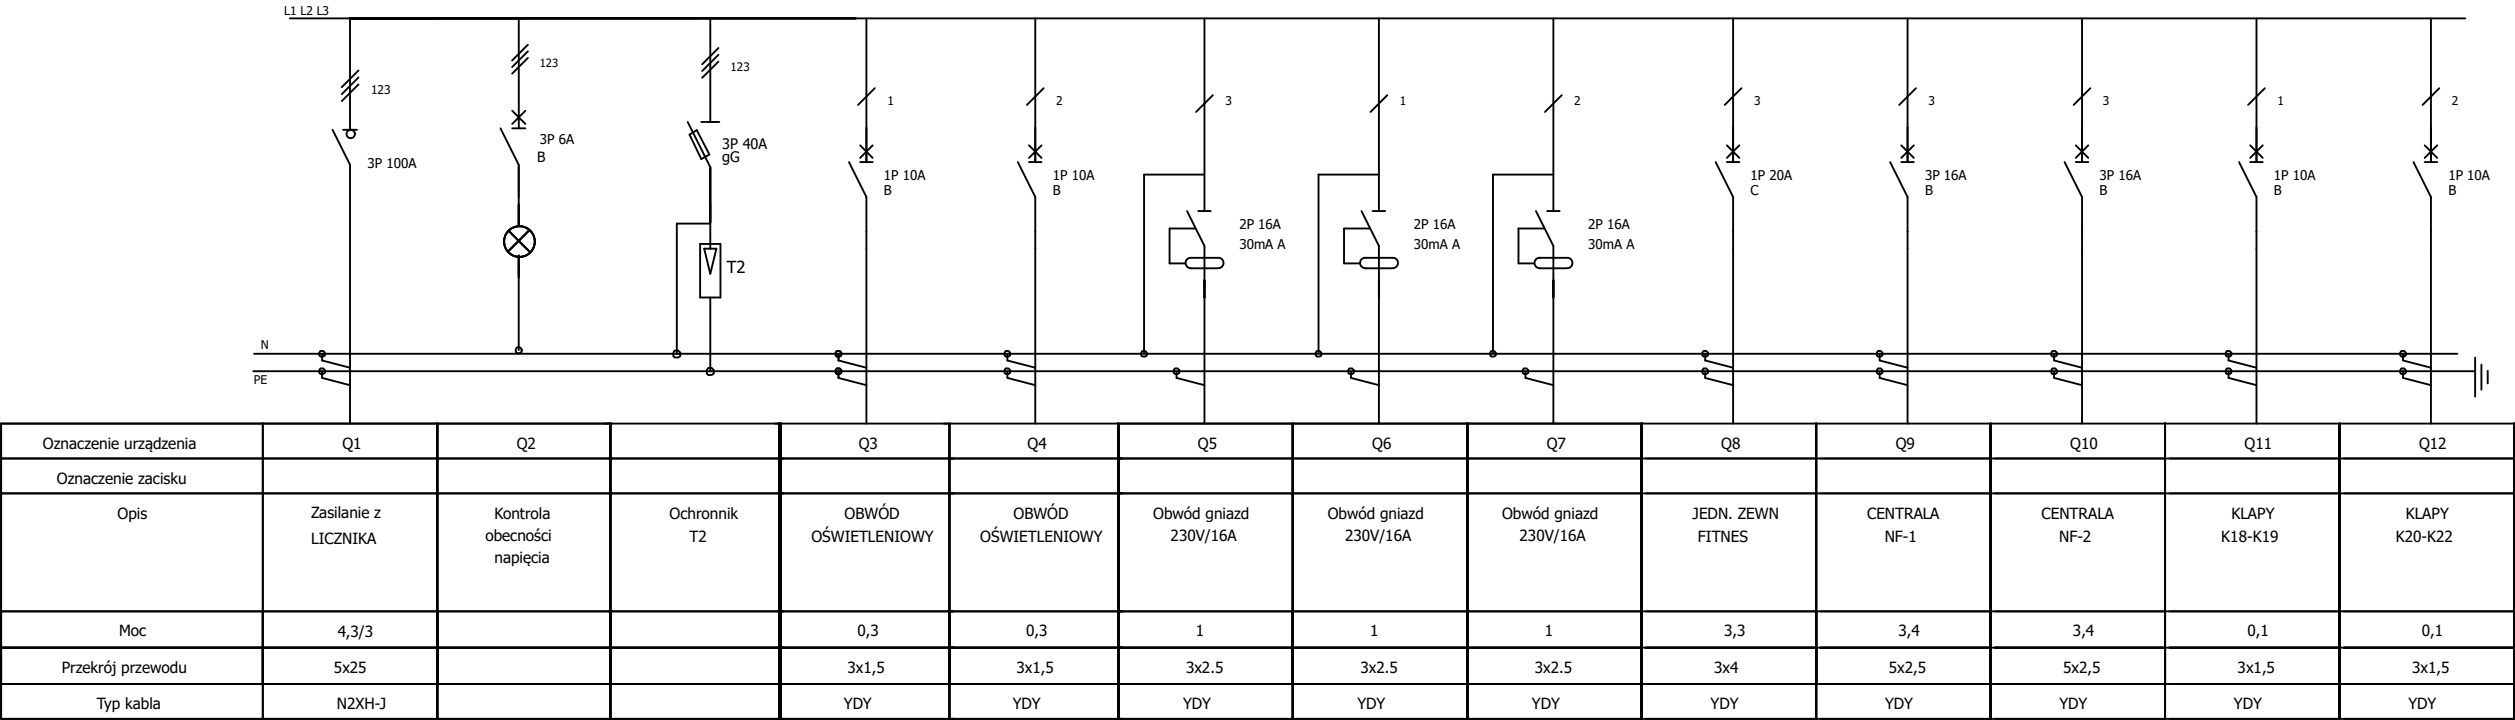 L1 L2 L3
123
3P 100A
123
3P 6A
B
123
3P 40A
gG
T2
1
1P 10A
B
2
1P 10A
B
3
2P 16A
30mA A
1
2P 16A
30mA A
2
2P 16A
30mA A
3
1P 20A
C
3
3P 16A
B
3
3P 16A
B
1
1P 10A
B
2
1P 10A
B
N
PE
Oznaczenie urządzenia Q1 Q2 Q3 Q4 Q5 Q6 Q7 Q8 Q9 Q10 Q11 Q12
Oznaczenie zacisku
Opis
Zasilanie z
LICZNIKA
Kontrola
obecności
napięcia
Ochronnik
T2
OBWÓD
OŚWIETLENIOWY
OBWÓD
OŚWIETLENIOWY
Obwód gniazd
230V/16A
Obwód gniazd
230V/16A
Obwód gniazd
230V/16A
JEDN. ZEWN
FITNES
CENTRALA
NF-1
CENTRALA
NF-2
KLAPY
K18-K19
KLAPY
K20-K22
Moc 4,3/3 0,3 0,3 1 1 1 3,3 3,4 3,4 0,1 0,1
Przekrój przewodu 5x25 3x1,5 3x1,5 3x2.5 3x2.5 3x2.5 3x4 5x2,5 5x2,5 3x1,5 3x1,5
Typ kabla N2XH-J YDY YDY YDY YDY YDY YDY YDY YDY YDY YDY